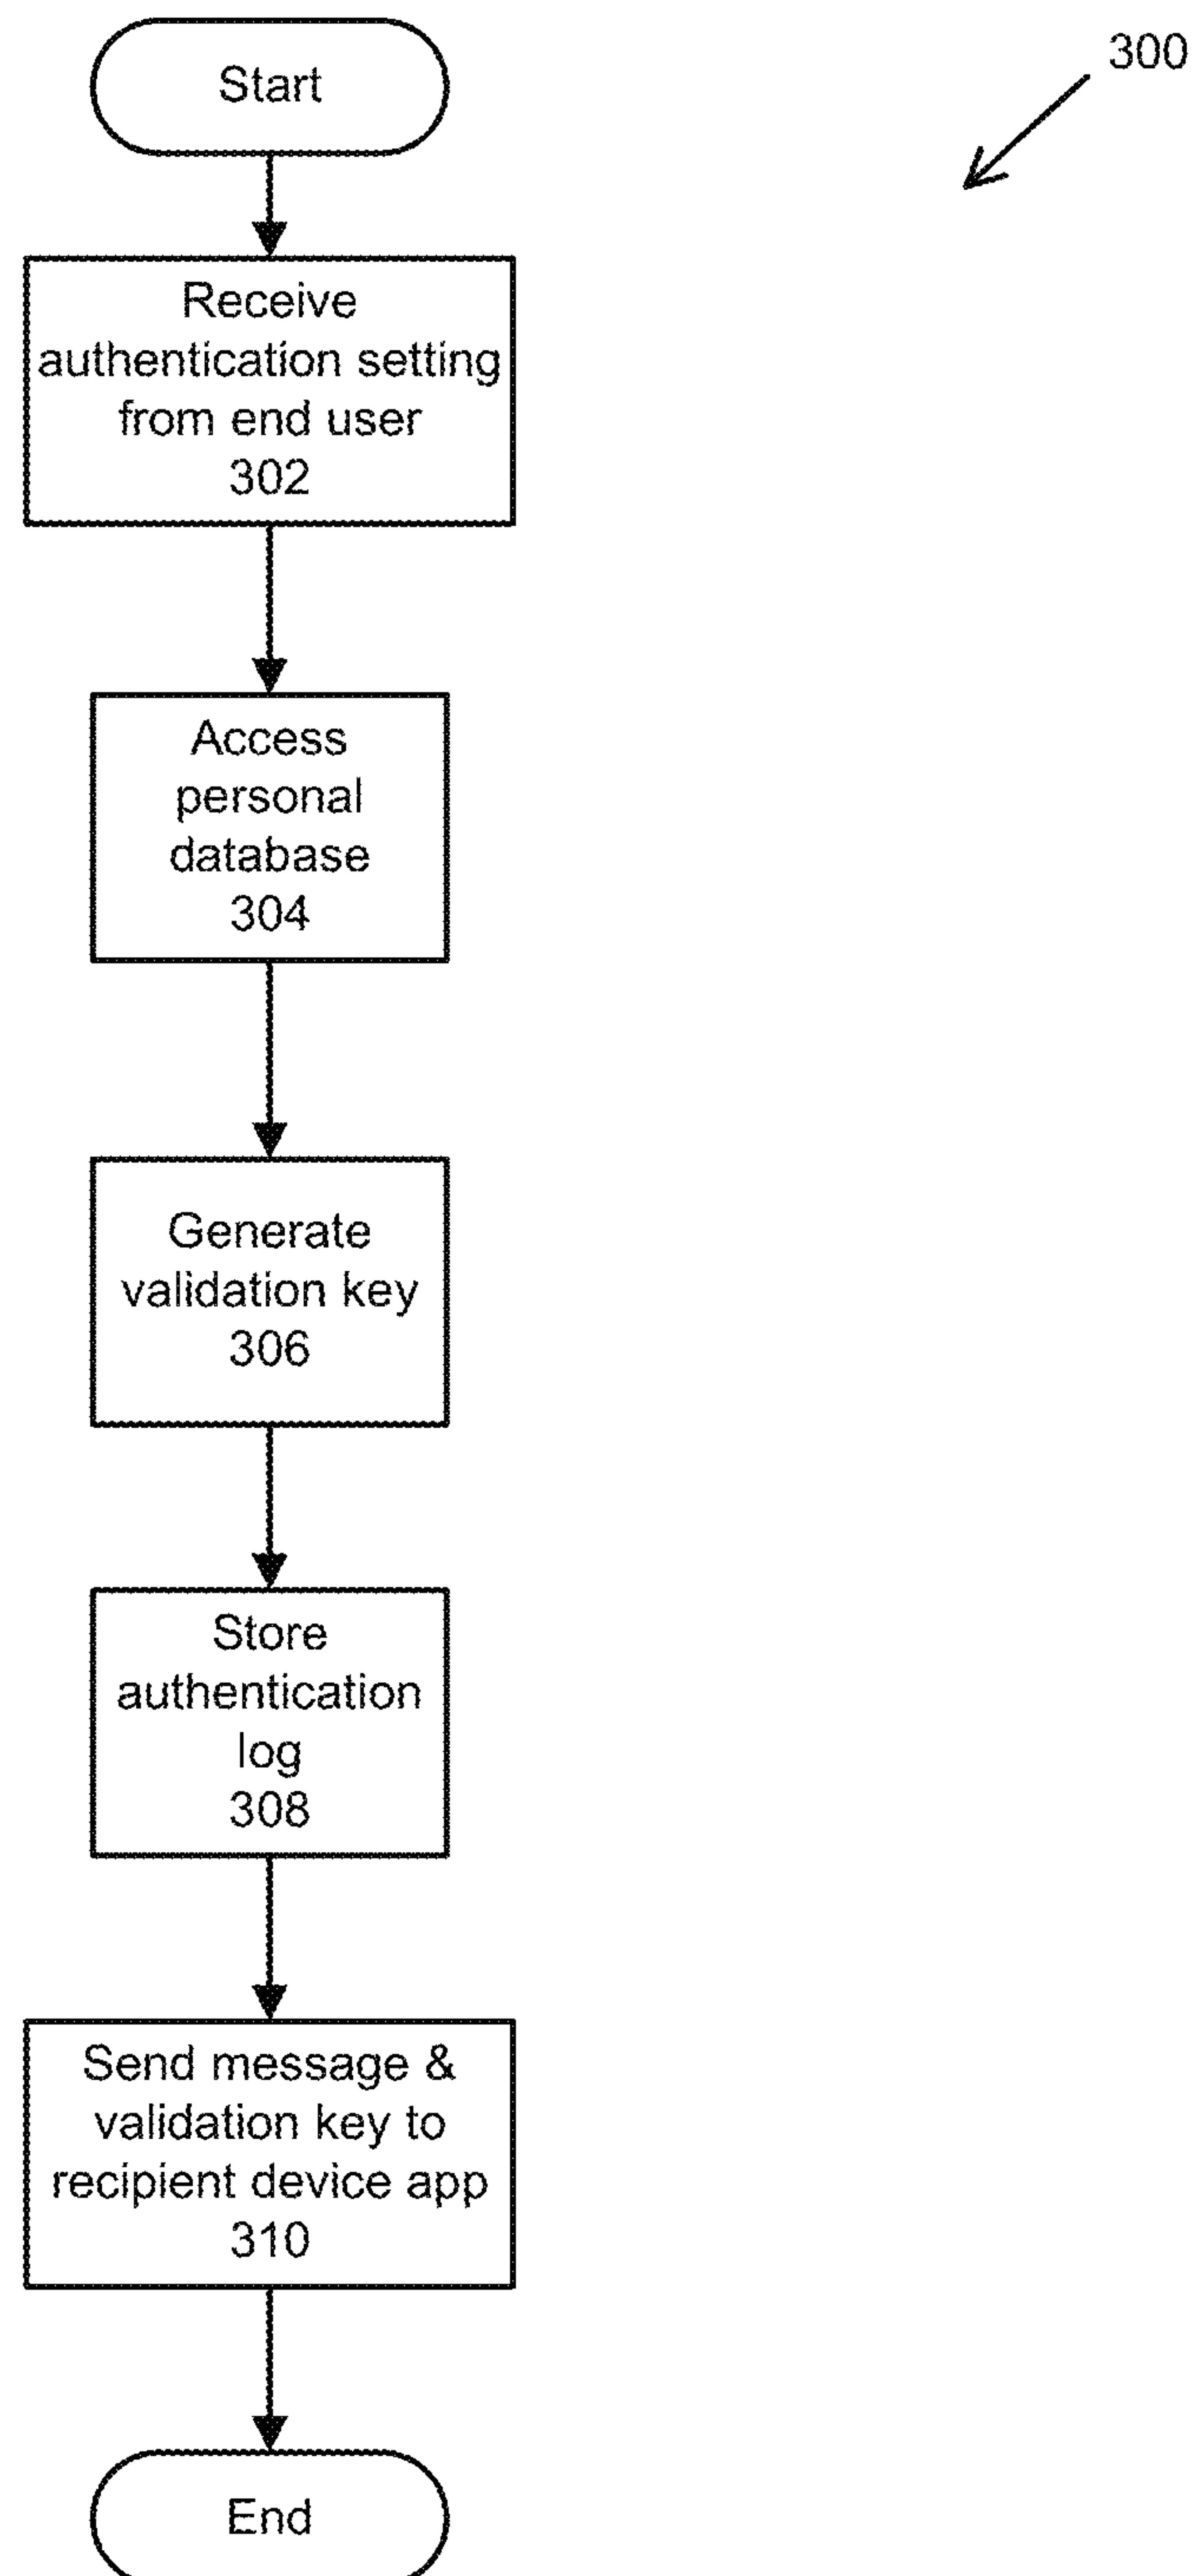 Start
300
Receive
authentication setting
from end user
302
Access
personal
database
304
Generate
validation key
306
Store
authentication
log
308
Send message &
validation key to
recipient device app
310
End